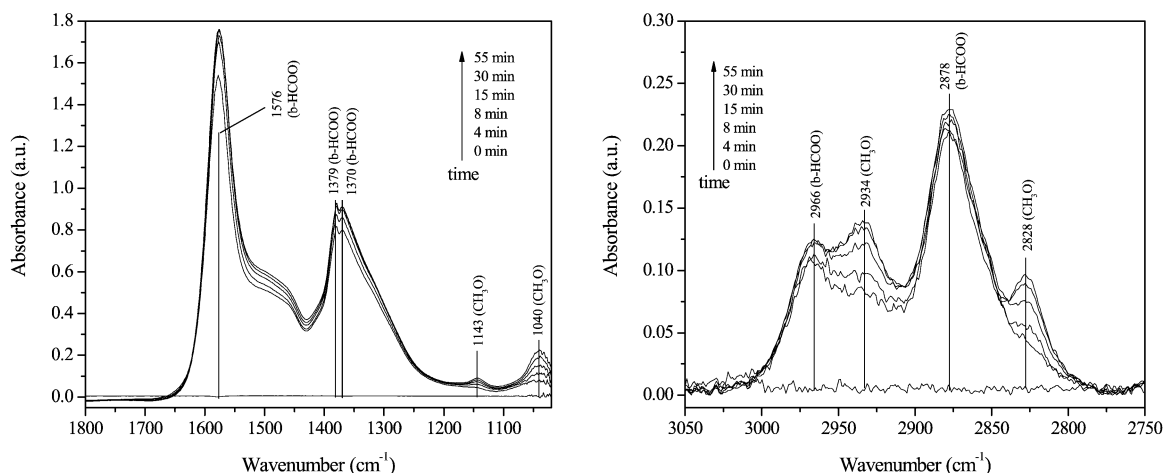 Absorbance (a.u.)
1.8
1.6
1.4
1.2
1.0
0.8
0.6
0.4
0.2
0.0
1800
1700
1600
1500
1400
1300
1200
1100
Wavenumber (cm⁻¹)
1576
(b-HCOO)
1379 (b-HCOO)
1370 (b-HCOO)
1143 (CH₃O)
1040 (CH₃O)
55 min
30 min
15 min
8 min
4 min
0 min
time
Absorbance (a.u.)
0.30
0.25
0.20
0.15
0.10
0.05
0.00
3050
3000
2950
2900
2850
2800
2750
Wavenumber (cm⁻¹)
55 min
30 min
15 min
8 min
4 min
0 min
time
2966 (b-HCOO)
2934 (CH₃O)
2878
(b-HCOO)
2828 (CH₃O)